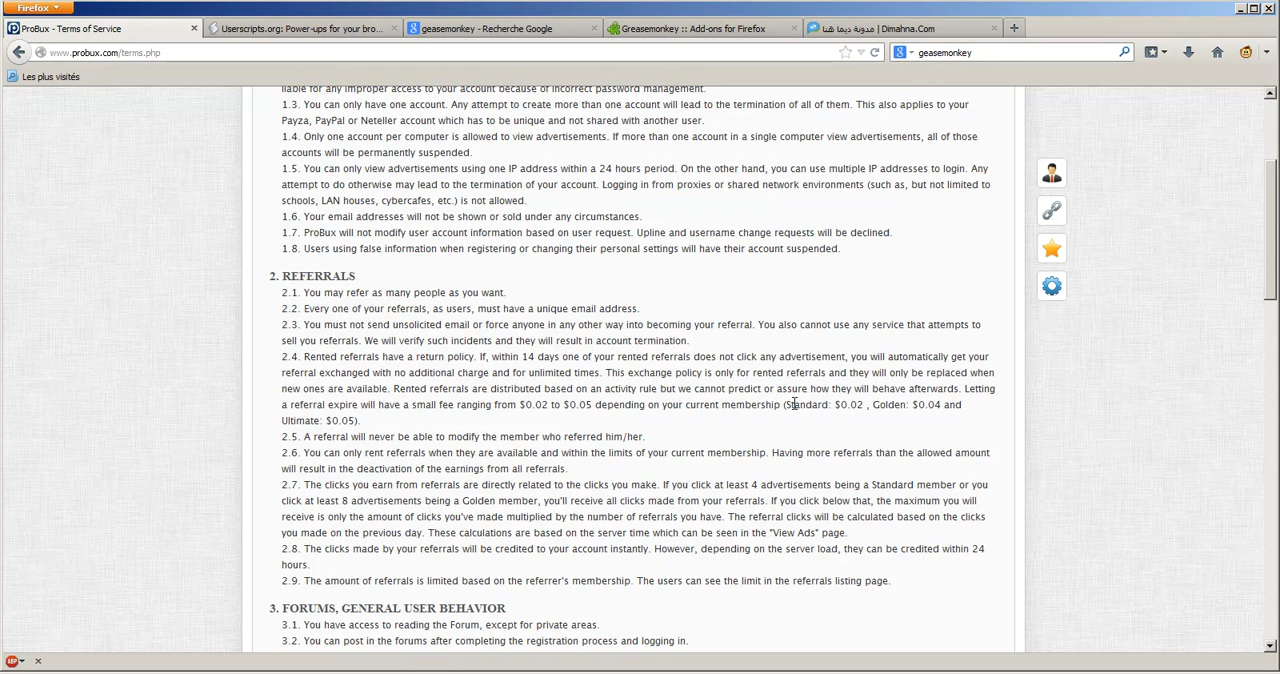 Firefox
ProBux - Terms of Service
Userscripts.org: Power-ups for your bro...
geasemonkey - Recherche Google
Greasemonkey :: Add-ons for Firefox
مدونة ديما هنا | Dimahna.Com
www.probux.com/terms.php
geasemonkey
Les plus visités
liable for any improper access to your account because of incorrect password management.
1.3. You can only have one account. Any attempt to create more than one account will lead to the termination of all of them. This also applies to your
Payza, PayPal or Neteller account which has to be unique and not shared with another user.
1.4. Only one account per computer is allowed to view advertisements. If more than one account in a single computer view advertisements, all of those
accounts will be permanently suspended.
1.5. You can only view advertisements using one IP address within a 24 hours period. On the other hand, you can use multiple IP addresses to login. Any
attempt to do otherwise may lead to the termination of your account. Logging in from proxies or shared network environments (such as, but not limited to
schools, LAN houses, cybercafes, etc.) is not allowed.
1.6. Your email addresses will not be shown or sold under any circumstances.
1.7. ProBux will not modify user account information based on user request. Upline and username change requests will be declined.
1.8. Users using false information when registering or changing their personal settings will have their account suspended.
2. REFERRALS
2.1. You may refer as many people as you want.
2.2. Every one of your referrals, as users, must have a unique email address.
2.3. You must not send unsolicited email or force anyone in any other way into becoming your referral. You also cannot use any service that attempts to
sell you referrals. We will verify such incidents and they will result in account termination.
2.4. Rented referrals have a return policy. If, within 14 days one of your rented referrals does not click any advertisement, you will automatically get your
referral exchanged with no additional charge and for unlimited times. This exchange policy is only for rented referrals and they will only be replaced when
new ones are available. Rented referrals are distributed based on an activity rule but we cannot predict or assure how they will behave afterwards. Letting
a referral expire will have a small fee ranging from $0.02 to $0.05 depending on your current membership (Standard: $0.02 , Golden: $0.04 and
Ultimate: $0.05).
2.5. A referral will never be able to modify the member who referred him/her.
2.6. You can only rent referrals when they are available and within the limits of your current membership. Having more referrals than the allowed amount
will result in the deactivation of the earnings from all referrals.
2.7. The clicks you earn from referrals are directly related to the clicks you make. If you click at least 4 advertisements being a Standard member or you
click at least 8 advertisements being a Golden member, you'll receive all clicks made from your referrals. If you click below that, the maximum you will
receive is only the amount of clicks you've made multiplied by the number of referrals you have. The referral clicks will be calculated based on the clicks
you made on the previous day. These calculations are based on the server time which can be seen in the "View Ads" page.
2.8. The clicks made by your referrals will be credited to your account instantly. However, depending on the server load, they can be credited within 24
hours.
2.9. The amount of referrals is limited based on the referrer's membership. The users can see the limit in the referrals listing page.
3. FORUMS, GENERAL USER BEHAVIOR
3.1. You have access to reading the Forum, except for private areas.
3.2. You can post in the forums after completing the registration process and logging in.
ABP